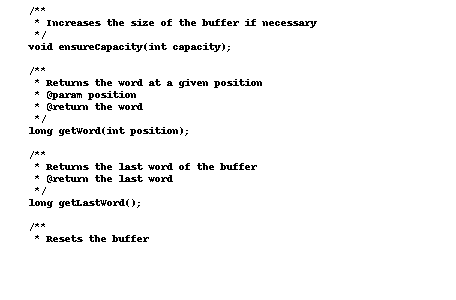 /**
 * Increases the size of the buffer if necessary
 */
void ensureCapacity(int capacity);
/**
 * Returns the word at a given position
 * @param position
 * @return the word
 */
long getWord(int position);
/**
 * Returns the last word of the buffer
 * @return the last word
 */
long getLastWord();
/**
 * Resets the buffer